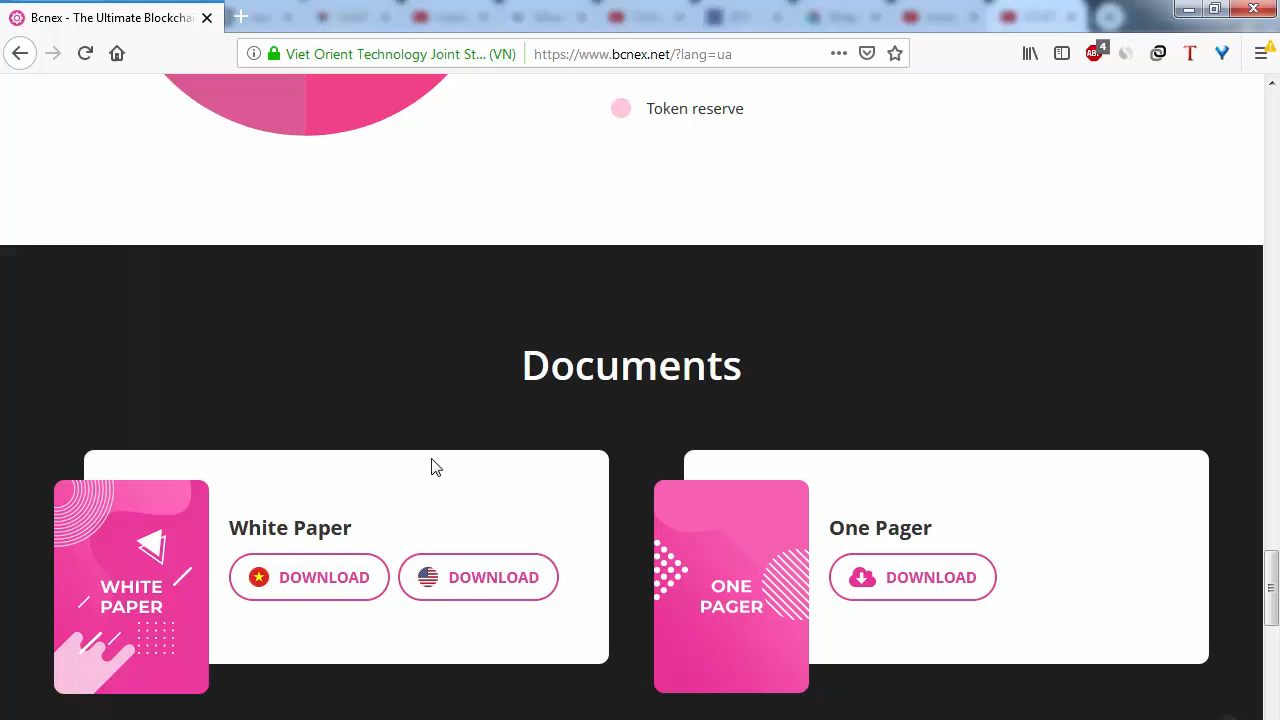 Bcnex - The Ultimate Blockcha
Viet Orient Technology Joint St... (VN)
https://www.bcnex.net/?lang=ua
4
Token reserve
Documents
WHITE
PAPER
White Paper
DOWNLOAD
DOWNLOAD
ONE
PAGER
One Pager
DOWNLOAD